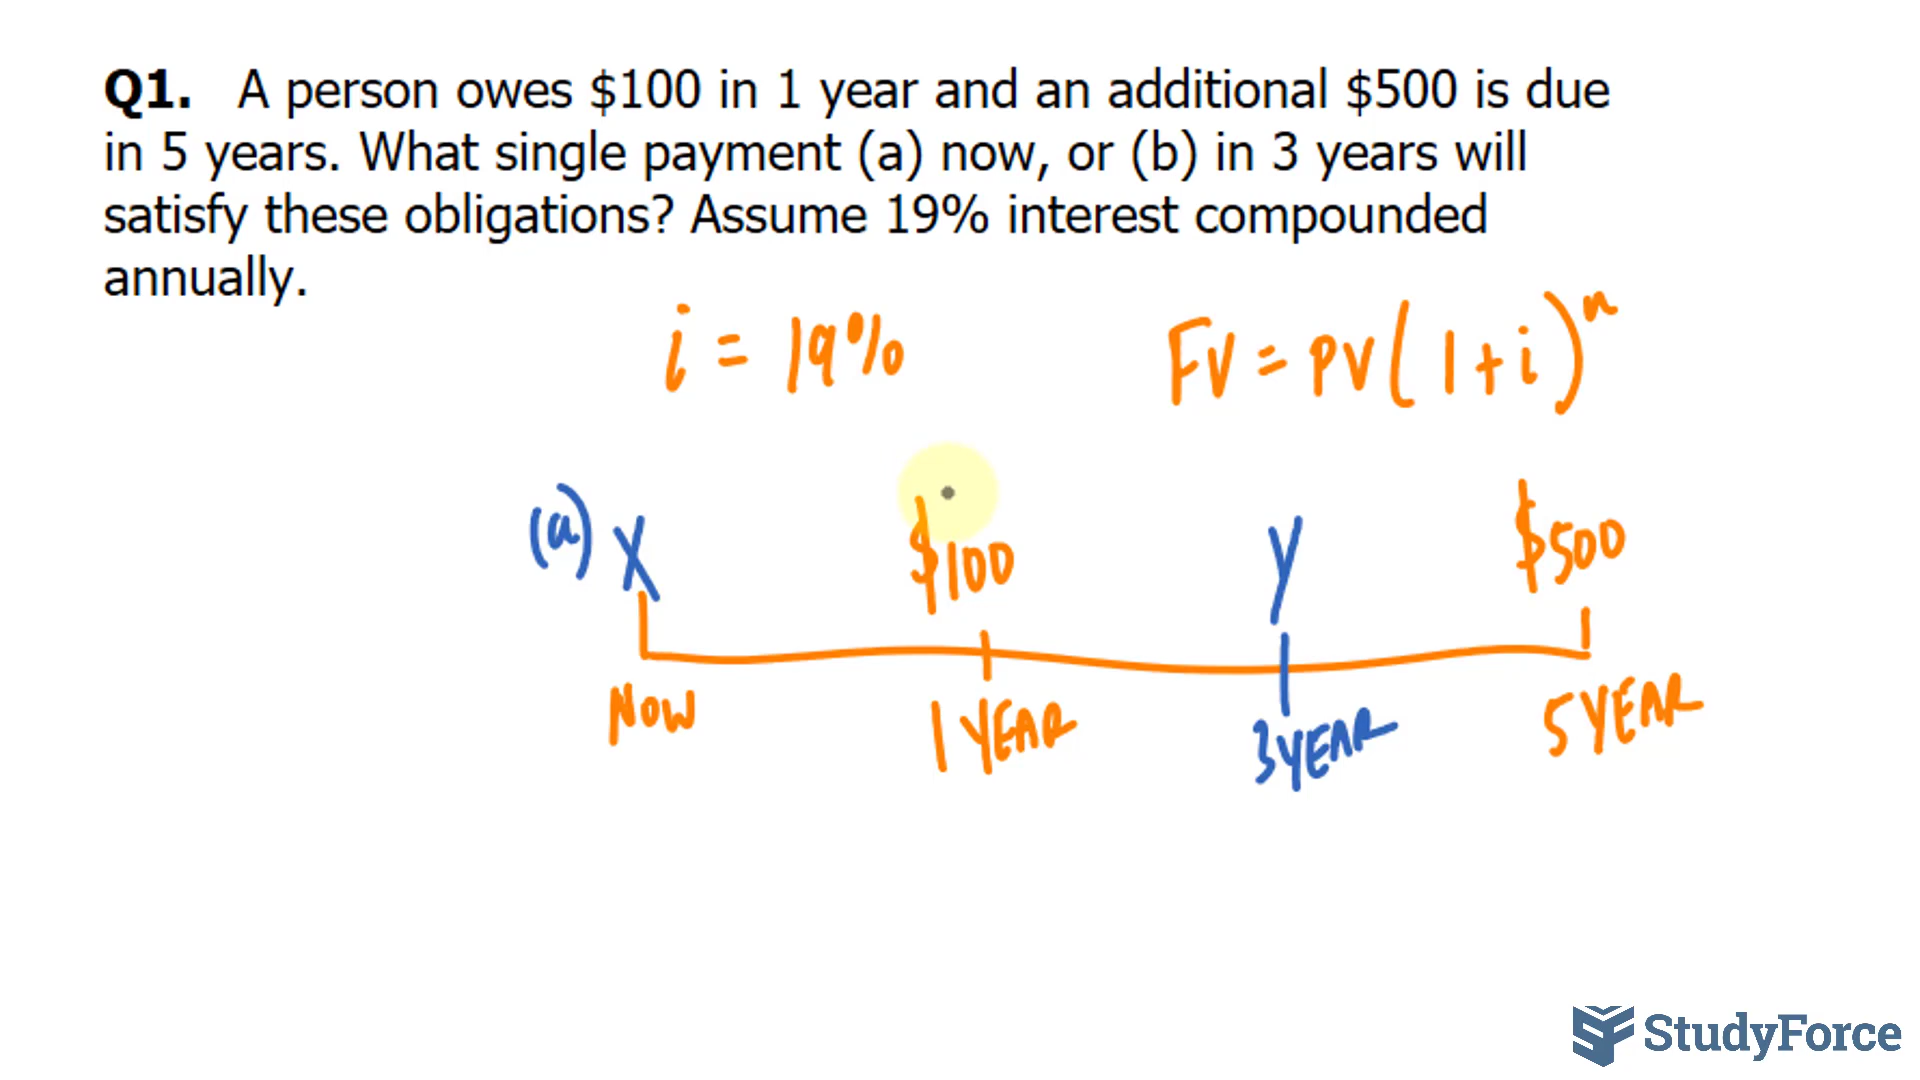 Q1. A person owes $100 in 1 year and an additional $500 is due
in 5 years. What single payment (a) now, or (b) in 3 years will
satisfy these obligations? Assume 19% interest compounded
annually.
i = 19% FV = PV(1+i)^n
(a) X $100 Y $500
NOW 1 YEAR 3 YEAR 5 YEAR
StudyForce